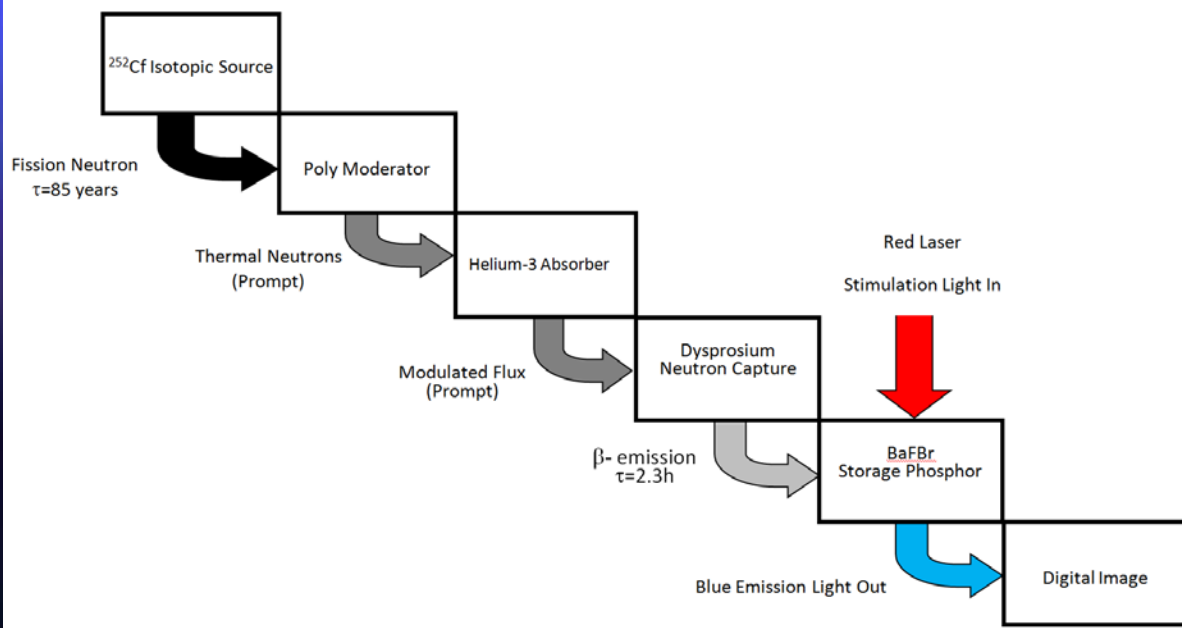 ²⁵²Cf Isotopic Source
Fission Neutron
τ=85 years
Poly Moderator
Thermal Neutrons
(Prompt)
Helium-3 Absorber
Red Laser
Stimulation Light In
Modulated Flux
(Prompt)
Dysprosium
Neutron Capture
β- emission
τ=2.3h
BaFBr
Storage Phosphor
Blue Emission Light Out
Digital Image